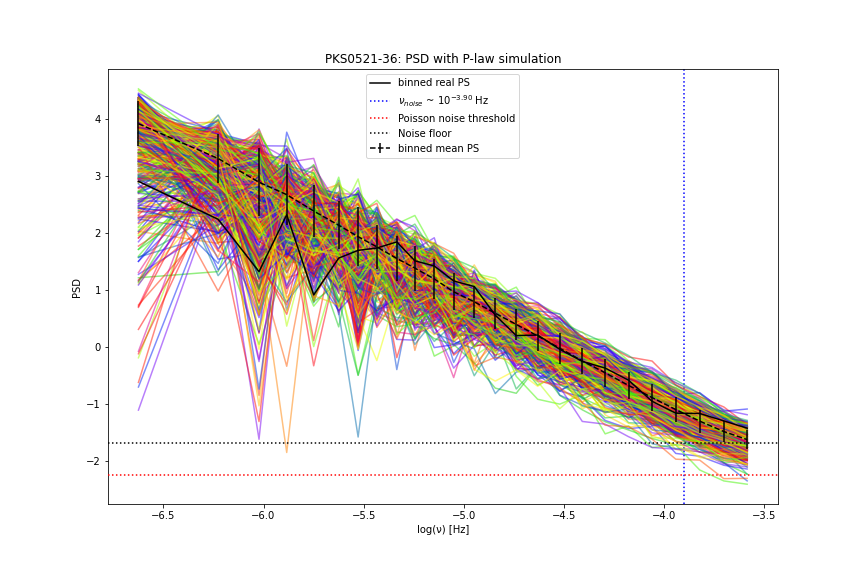 PKS0521-36: PSD with P-law simulation
binned real PS
ν_noise ~ 10^−3.90 Hz
Poisson noise threshold
Noise floor
binned mean PS
PSD
4
3
2
1
0
−1
−2
−6.5 −6.0 −5.5 −5.0 −4.5 −4.0 −3.5
log(ν) [Hz]